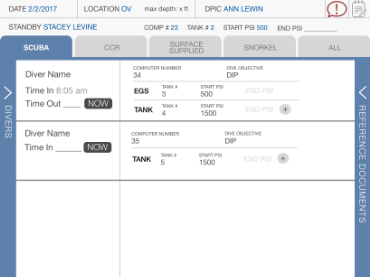 DATE 2/2/2017 LOCATION OV max depth: x ft DPIC ANN LEWIN
STANDBY STACEY LEVINE COMP # 23 TANK # 2 START PSI 500 END PSI ______
SCUBA CCR SURFACE SUPPLIED SNORKEL ALL
DIVERS
Diver Name
Time In 8:05 am
Time Out ____ NOW
COMPUTER NUMBER DIVE OBJECTIVE
34 DIP
EGS TANK # 3 START PSI 500 END PSI
TANK TANK # 4 START PSI 1500 END PSI +
Diver Name
Time In _____ NOW
COMPUTER NUMBER DIVE OBJECTIVE
35 DIP
TANK TANK # 5 START PSI 1500 END PSI +
REFERENCE DOCUMENTS